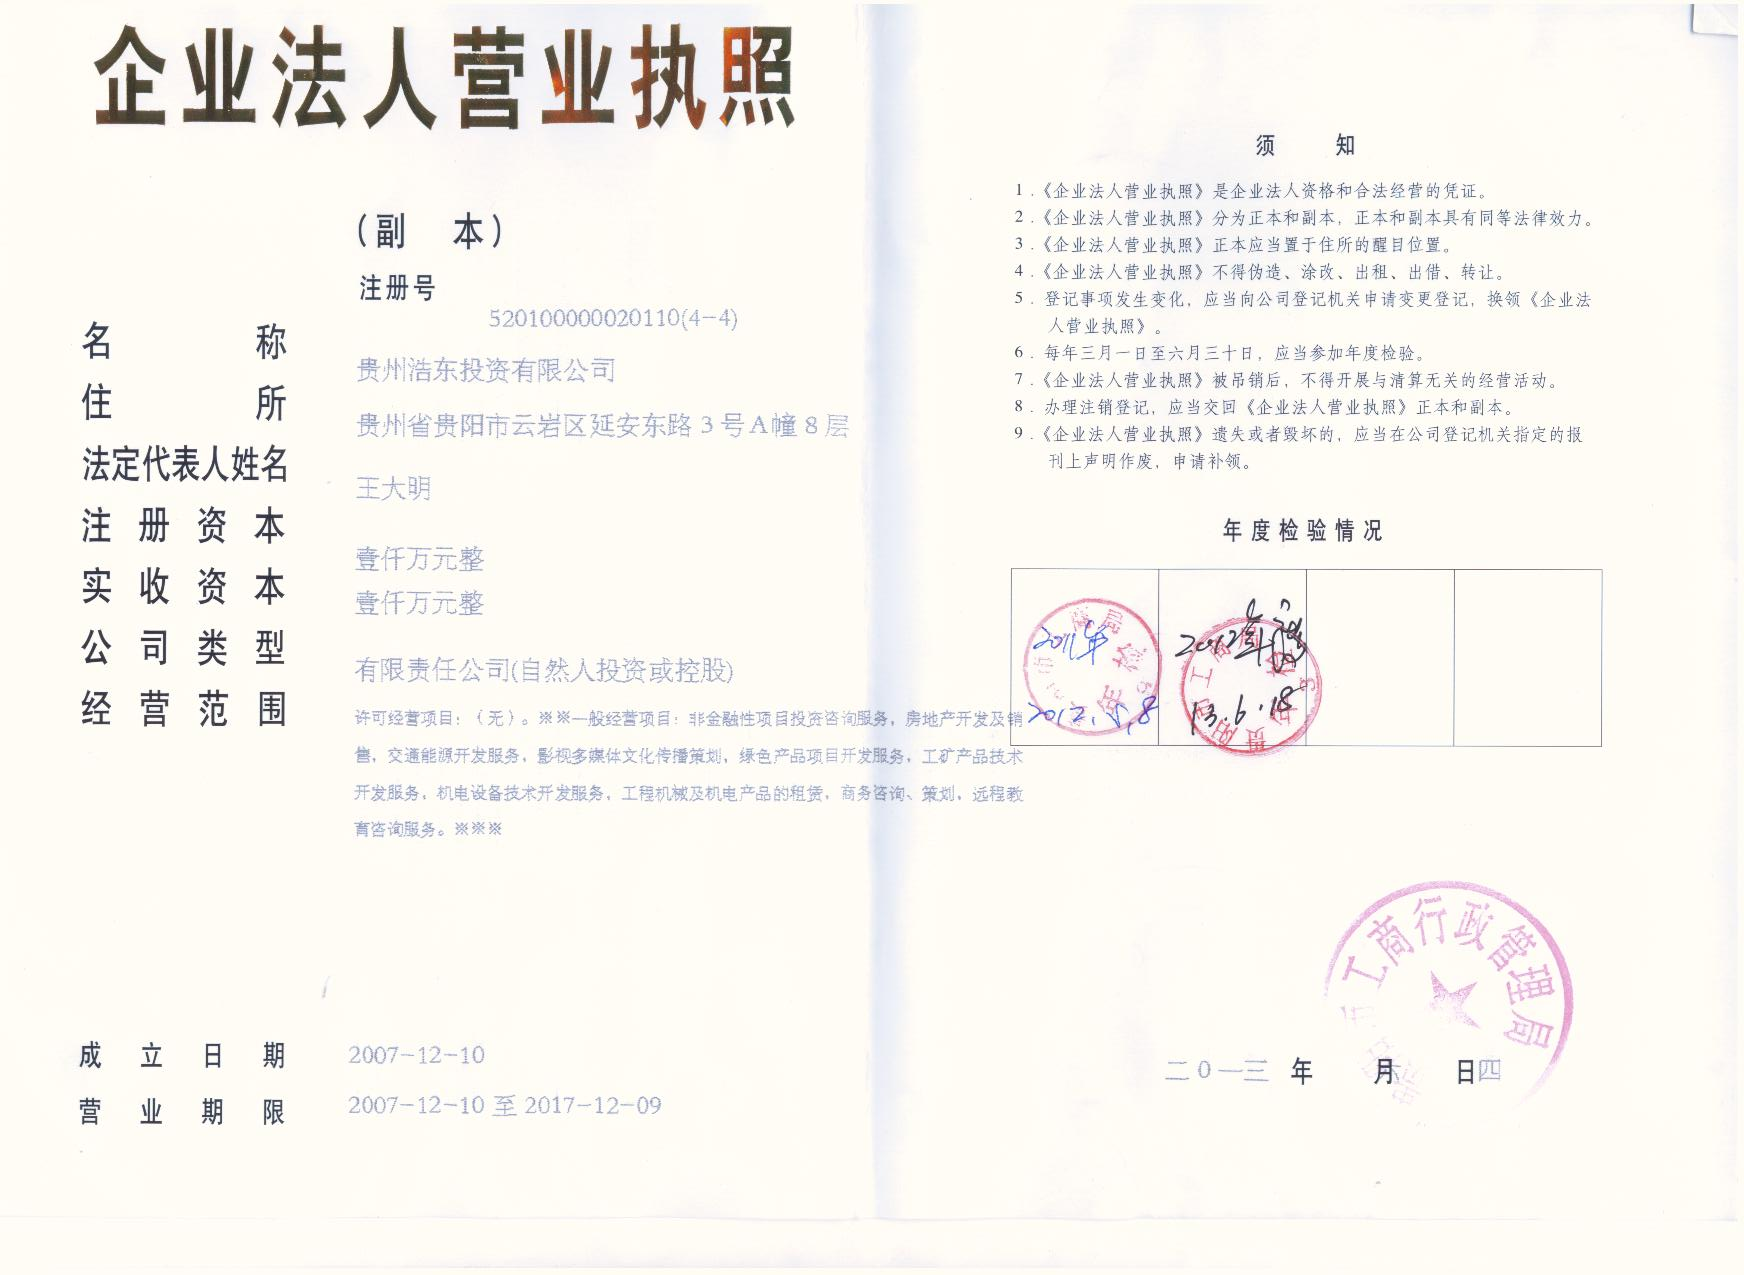 企业法人营业执照
（副 本）
注册号
520100000020110(4-4)
名 称
贵州浩东投资有限公司
住 所
贵州省贵阳市云岩区延安东路3号A幢8层
法定代表人姓名
王大明
注 册 资 本
壹仟万元整
实 收 资 本
壹仟万元整
公 司 类 型
有限责任公司(自然人投资或控股)
经 营 范 围
许可经营项目：（无）。※※一般经营项目：非金融性项目投资咨询服务，房地产开发及销
售，交通能源开发服务，影视多媒体文化传播策划，绿色产品项目开发服务，工矿产品技术
开发服务，机电设备技术开发服务，工程机械及机电产品的租赁，商务咨询、策划，远程教
育咨询服务。※※※
成 立 日 期
2007-12-10
营 业 期 限
2007-12-10 至 2017-12-09
须 知
1．《企业法人营业执照》是企业法人资格和合法经营的凭证。
2．《企业法人营业执照》分为正本和副本，正本和副本具有同等法律效力。
3．《企业法人营业执照》正本应当置于住所的醒目位置。
4．《企业法人营业执照》不得伪造、涂改、出租、出借、转让。
5．登记事项发生变化，应当向公司登记机关申请变更登记，换领《企业法
人营业执照》。
6．每年三月一日至六月三十日，应当参加年度检验。
7．《企业法人营业执照》被吊销后，不得开展与清算无关的经营活动。
8．办理注销登记，应当交回《企业法人营业执照》正本和副本。
9．《企业法人营业执照》遗失或者毁坏的，应当在公司登记机关指定的报
刊上声明作废，申请补领。
年度检验情况
2011年
2012年
13.6.18
市工商行政管理局
二0一三 年 月 日四